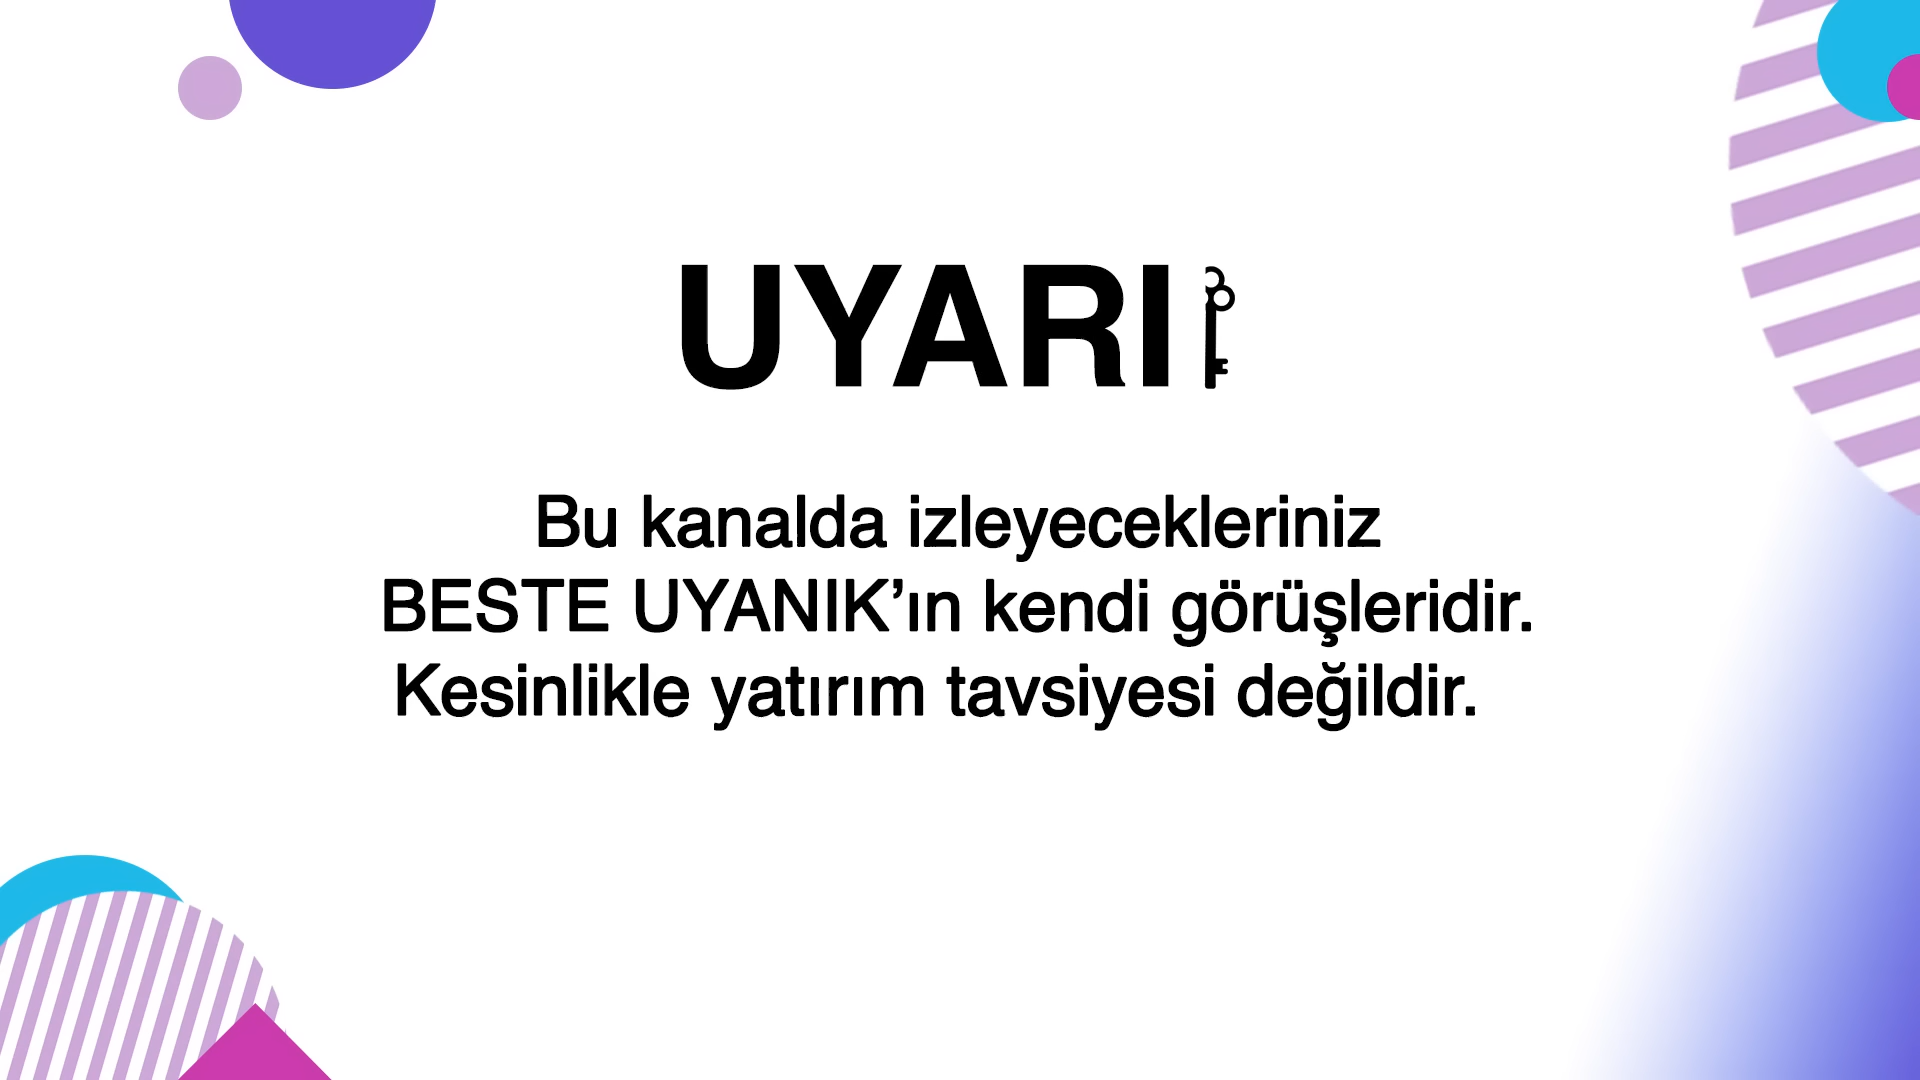 UYARI
Bu kanalda izleyecekleriniz
BESTE UYANIK’ın kendi görüşleridir.
Kesinlikle yatırım tavsiyesi değildir.